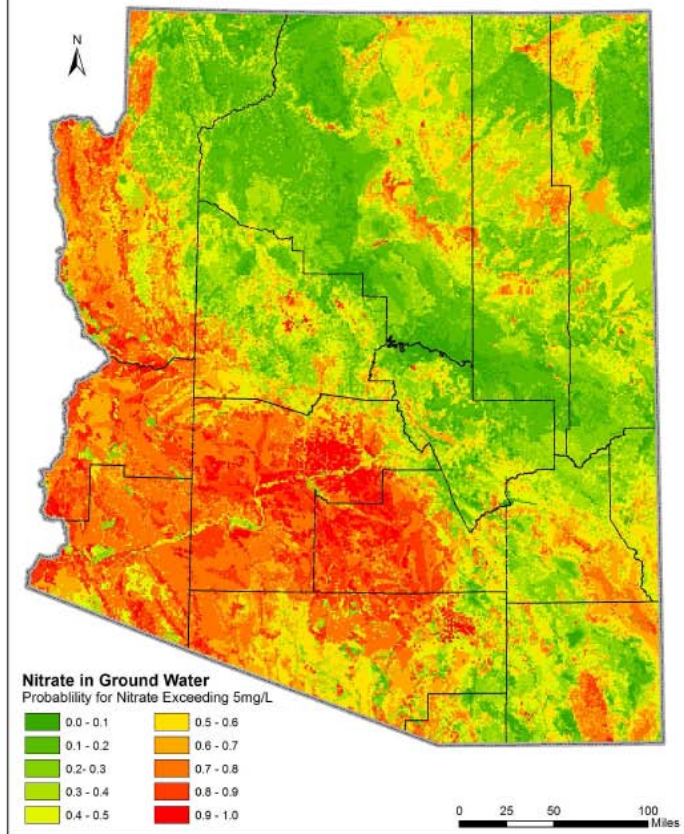 N
Nitrate in Ground Water
Probablility for Nitrate Exceeding 5mg/L
0.0 - 0.1
0.1 - 0.2
0.2- 0.3
0.3 - 0.4
0.4 - 0.5
0.5 - 0.6
0.6 - 0.7
0.7 - 0.8
0.8 - 0.9
0.9 - 1.0
0 25 50 100
Miles